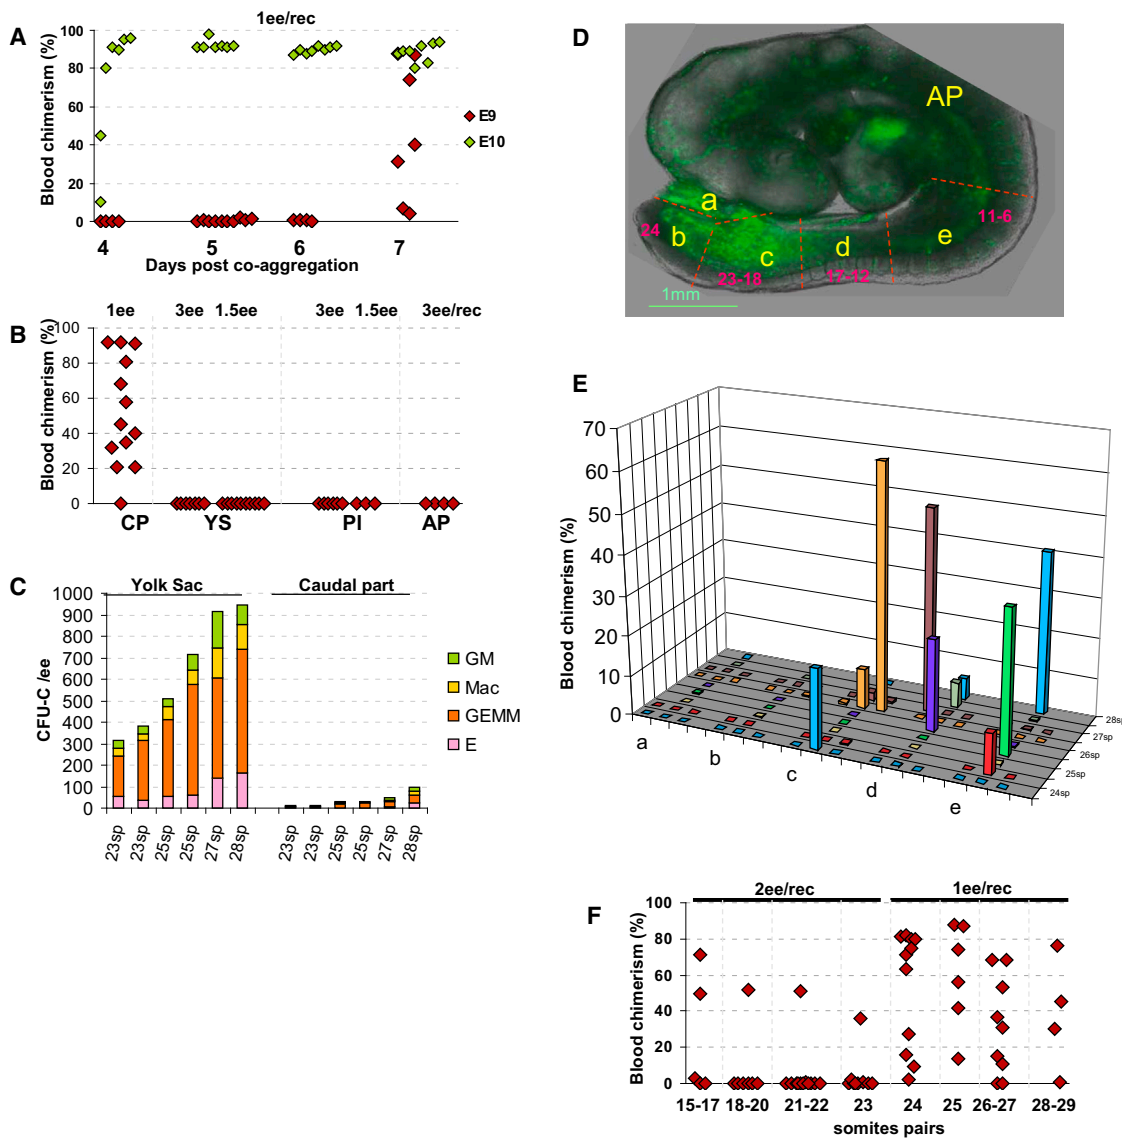 A
1ee/rec
Blood chimerism (%)
100
80
60
40
20
0
4 5 6 7
Days post co-aggregation
E9
E10
B
1ee 3ee 1.5ee 3ee 1.5ee 3ee/rec
Blood chimerism (%)
100
80
60
40
20
0
CP YS PI AP
C
Yolk Sac Caudal part
CFU-C /ee
1000
900
800
700
600
500
400
300
200
100
0
23sp 23sp 25sp 25sp 27sp 28sp 23sp 23sp 25sp 25sp 27sp 28sp
GM
Mac
GEMM
E
D
AP
a
11-6
24
b
c
d
e
23-18
17-12
1mm
E
Blood chimerism (%)
70
60
50
40
30
20
10
0
a b c d e
28sp
27sp
26sp
25sp
24sp
F
2ee/rec 1ee/rec
Blood chimerism (%)
100
80
60
40
20
0
15-17 18-20 21-22 23 24 25 26-27 28-29
somites pairs